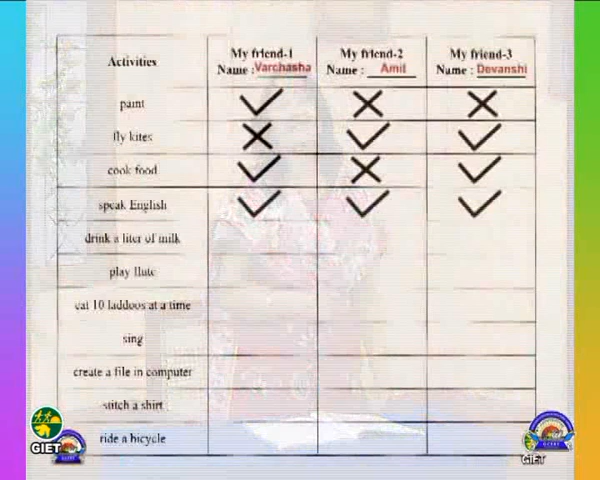 Activities My friend-1 My friend-2 My friend-3
Name : Varchasha Name : Amit Name : Devanshi
paint
fly kites
cook food
speak English
drink a liter of milk
play flute
eat 10 laddoos at a time
sing
create a file in computer
stitch a shirt
ride a bicycle
GIET
GIET